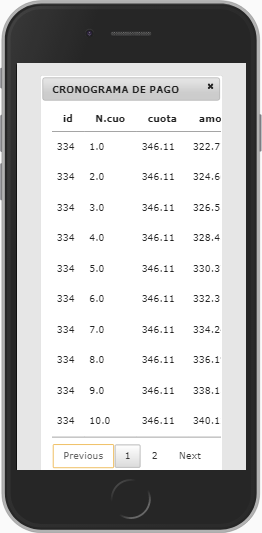 CRONOGRAMA DE PAGO ✖
id N.cuo cuota amo
334 1.0 346.11 322.7
334 2.0 346.11 324.6
334 3.0 346.11 326.5
334 4.0 346.11 328.4
334 5.0 346.11 330.3
334 6.0 346.11 332.3
334 7.0 346.11 334.2
334 8.0 346.11 336.1
334 9.0 346.11 338.1
334 10.0 346.11 340.1
Previous 1 2 Next